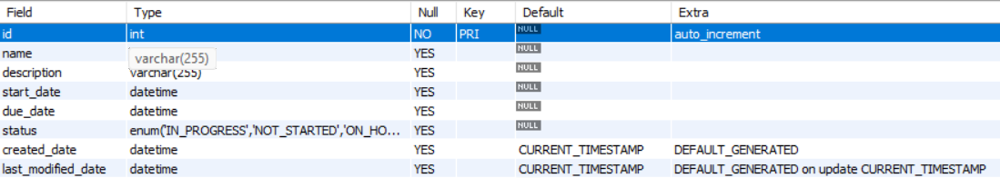 Field Type Null Key Default Extra
id int NO PRI NULL auto_increment
name varchar(255) YES NULL
description varchar(255) YES NULL
start_date datetime YES NULL
due_date datetime YES NULL
status enum('IN_PROGRESS','NOT_STARTED','ON_HO... YES NULL
created_date datetime YES CURRENT_TIMESTAMP DEFAULT_GENERATED
last_modified_date datetime YES CURRENT_TIMESTAMP DEFAULT_GENERATED on update CURRENT_TIMESTAMP